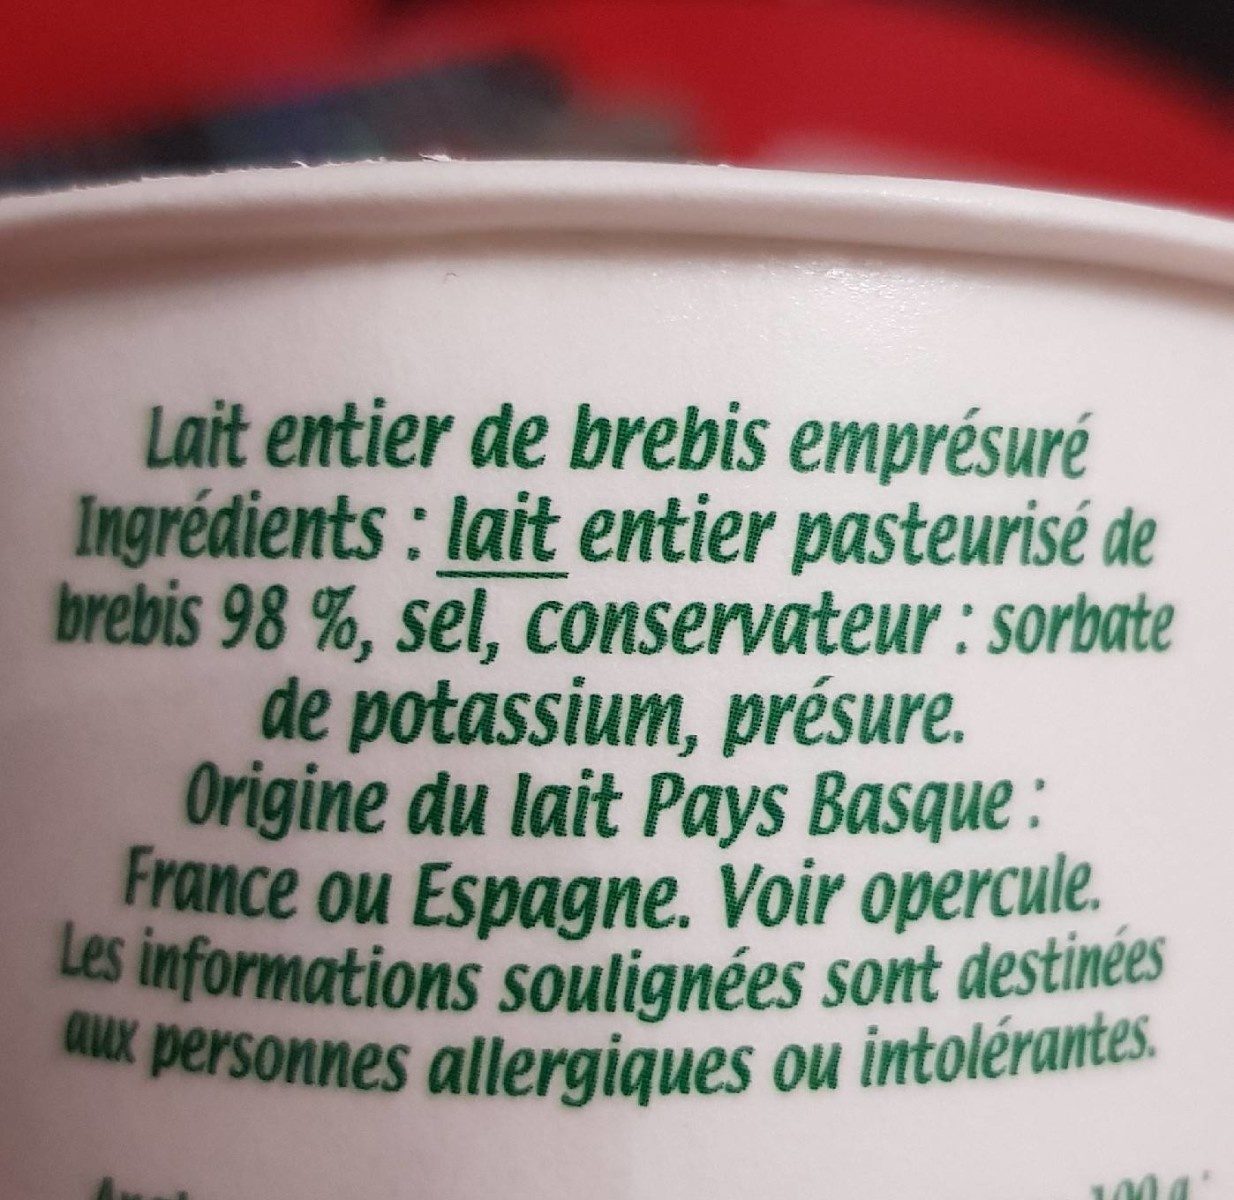 Lait entier de brebis emprésuré
Ingrédients : lait entier pasteurisé de
brebis 98 %, sel, conservateur : sorbate
de potassium, présure.
Origine du lait Pays Basque :
France ou Espagne. Voir opercule.
Les informations soulignées sont destinées
aux personnes allergiques ou intolérantes.